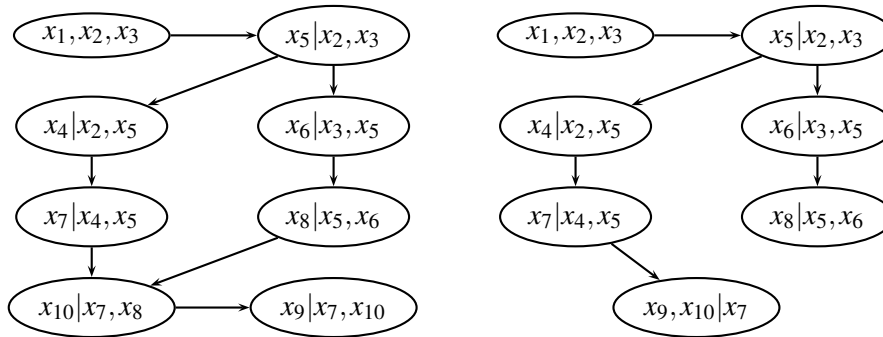 x₁, x₂, x₃
x₅|x₂, x₃
x₄|x₂, x₅
x₆|x₃, x₅
x₇|x₄, x₅
x₈|x₅, x₆
x₁₀|x₇, x₈
x₉|x₇, x₁₀
x₁, x₂, x₃
x₅|x₂, x₃
x₄|x₂, x₅
x₆|x₃, x₅
x₇|x₄, x₅
x₈|x₅, x₆
x₉, x₁₀|x₇